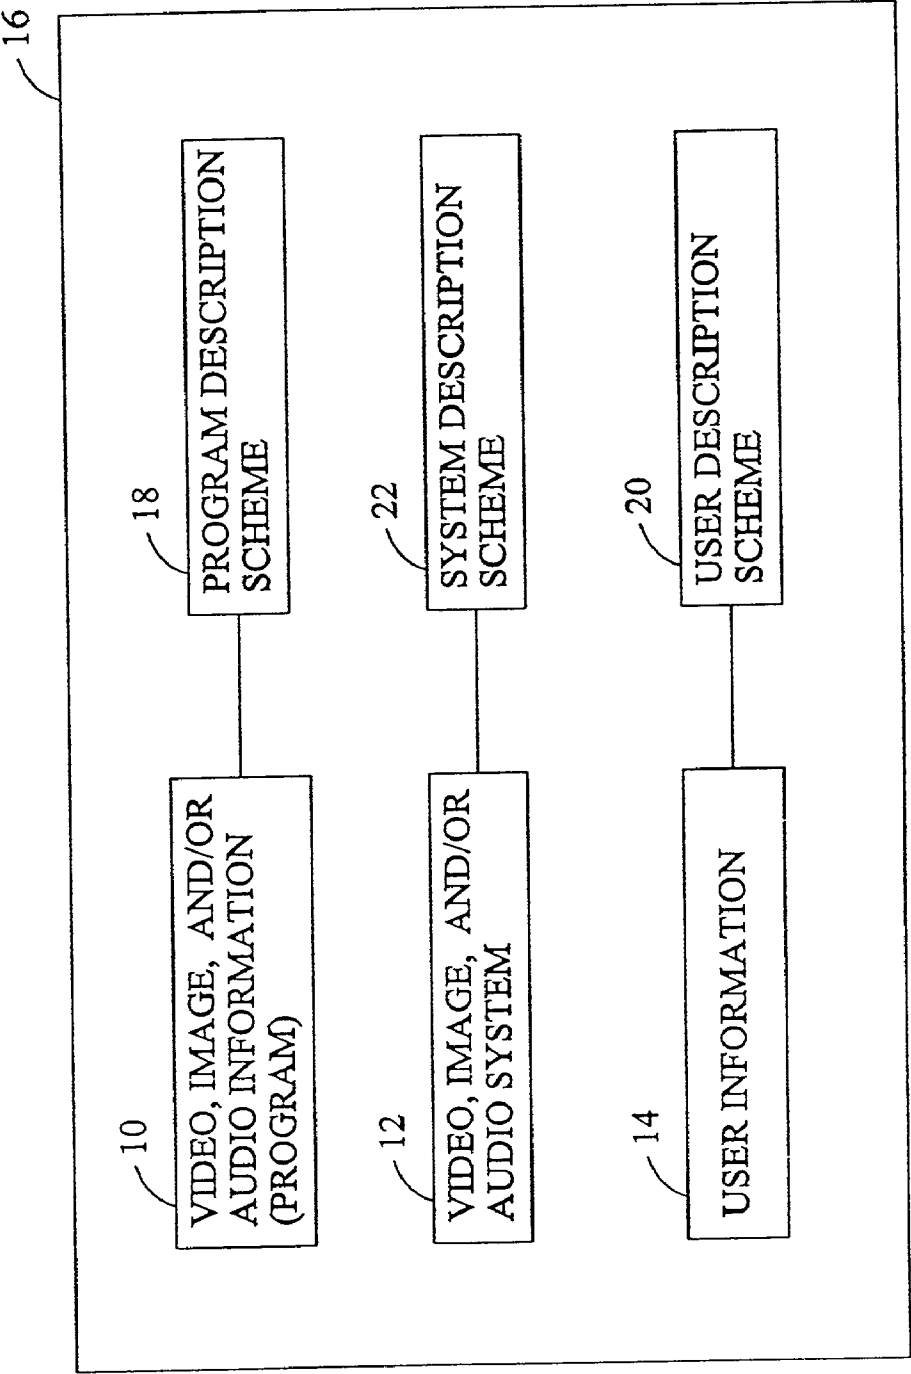 16
10
VIDEO, IMAGE, AND/OR
AUDIO INFORMATION
(PROGRAM)
18
PROGRAM DESCRIPTION
SCHEME
12
VIDEO, IMAGE, AND/OR
AUDIO SYSTEM
22
SYSTEM DESCRIPTION
SCHEME
14
USER INFORMATION
20
USER DESCRIPTION
SCHEME